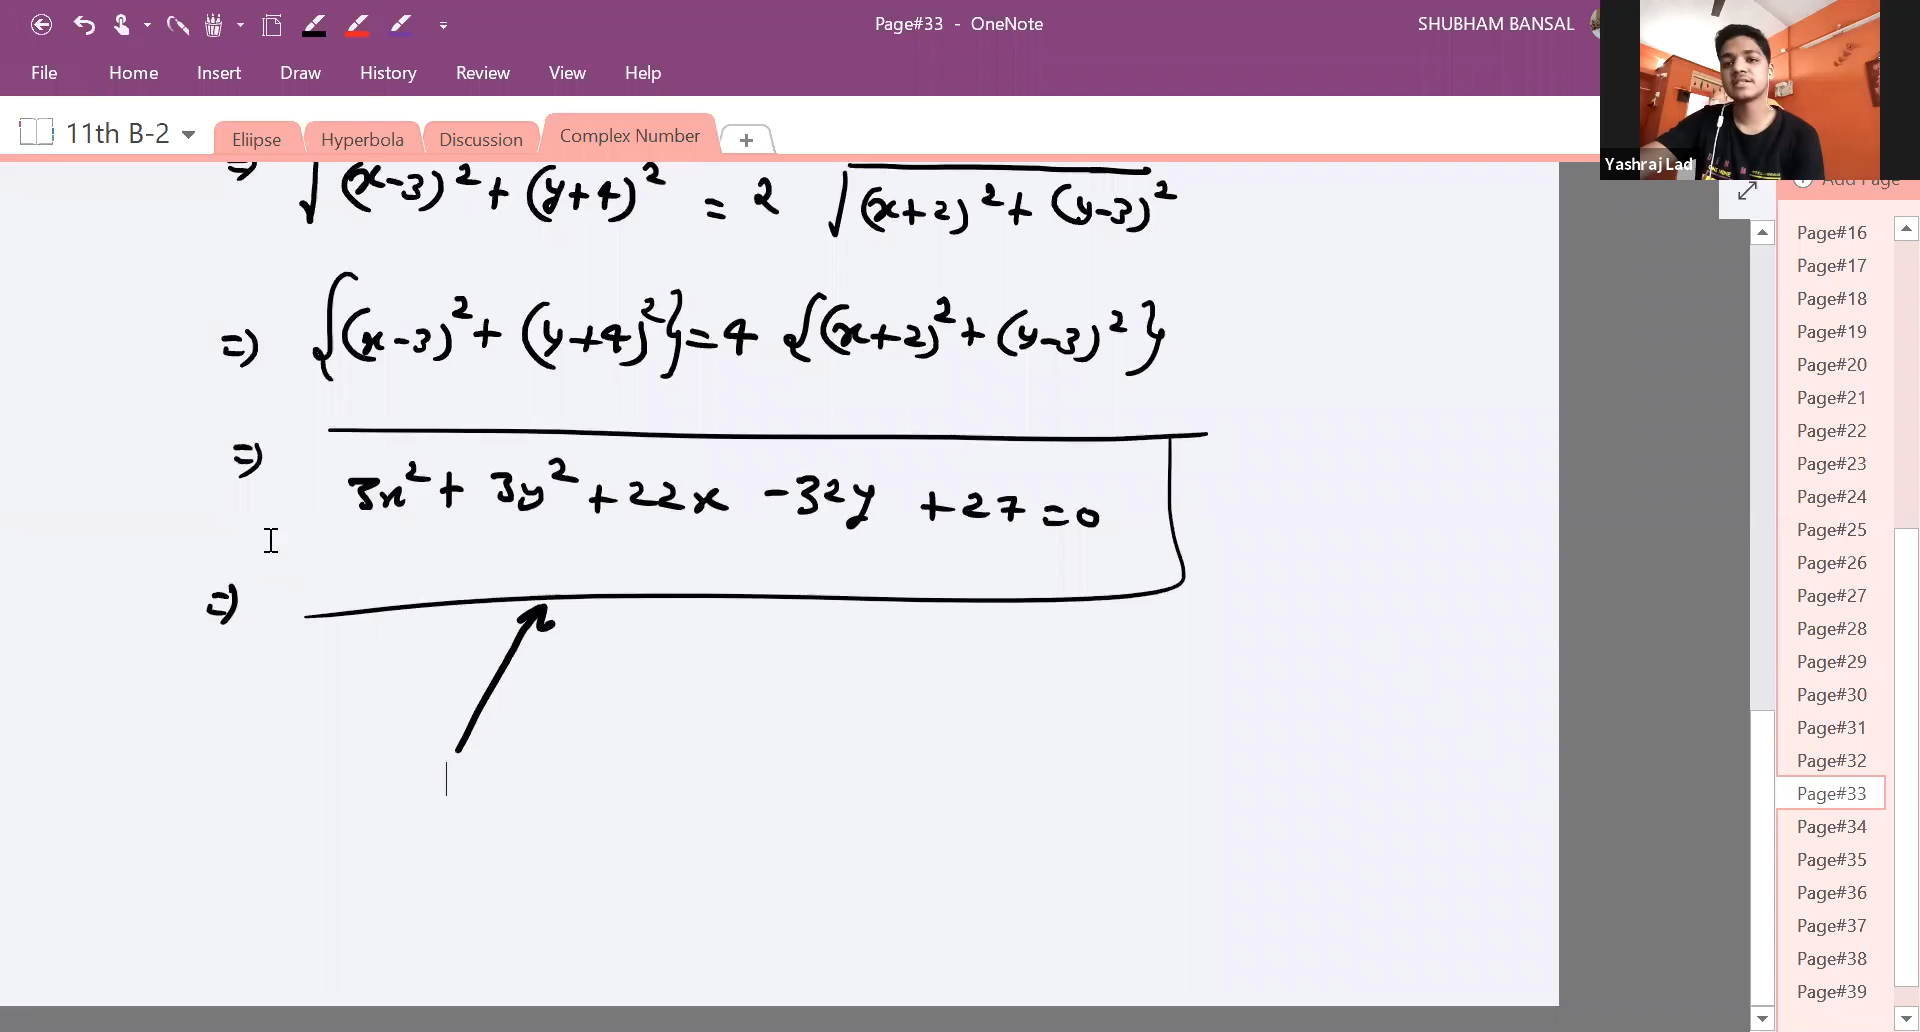 Page#33 - OneNote
SHUBHAM BANSAL
File Home Insert Draw History Review View Help
11th B-2
Eliipse Hyperbola Discussion Complex Number +
Yashraj Lad
Add Page
⇒ √(x-3)² + (y+4)² = 2 √(x+2)² + (y-3)²
⇒ {(x-3)² + (y+4)²} = 4 {(x+2)² + (y-3)²}
⇒ 3x² + 3y² + 22x - 32y + 27 = 0
⇒
Page#16
Page#17
Page#18
Page#19
Page#20
Page#21
Page#22
Page#23
Page#24
Page#25
Page#26
Page#27
Page#28
Page#29
Page#30
Page#31
Page#32
Page#33
Page#34
Page#35
Page#36
Page#37
Page#38
Page#39